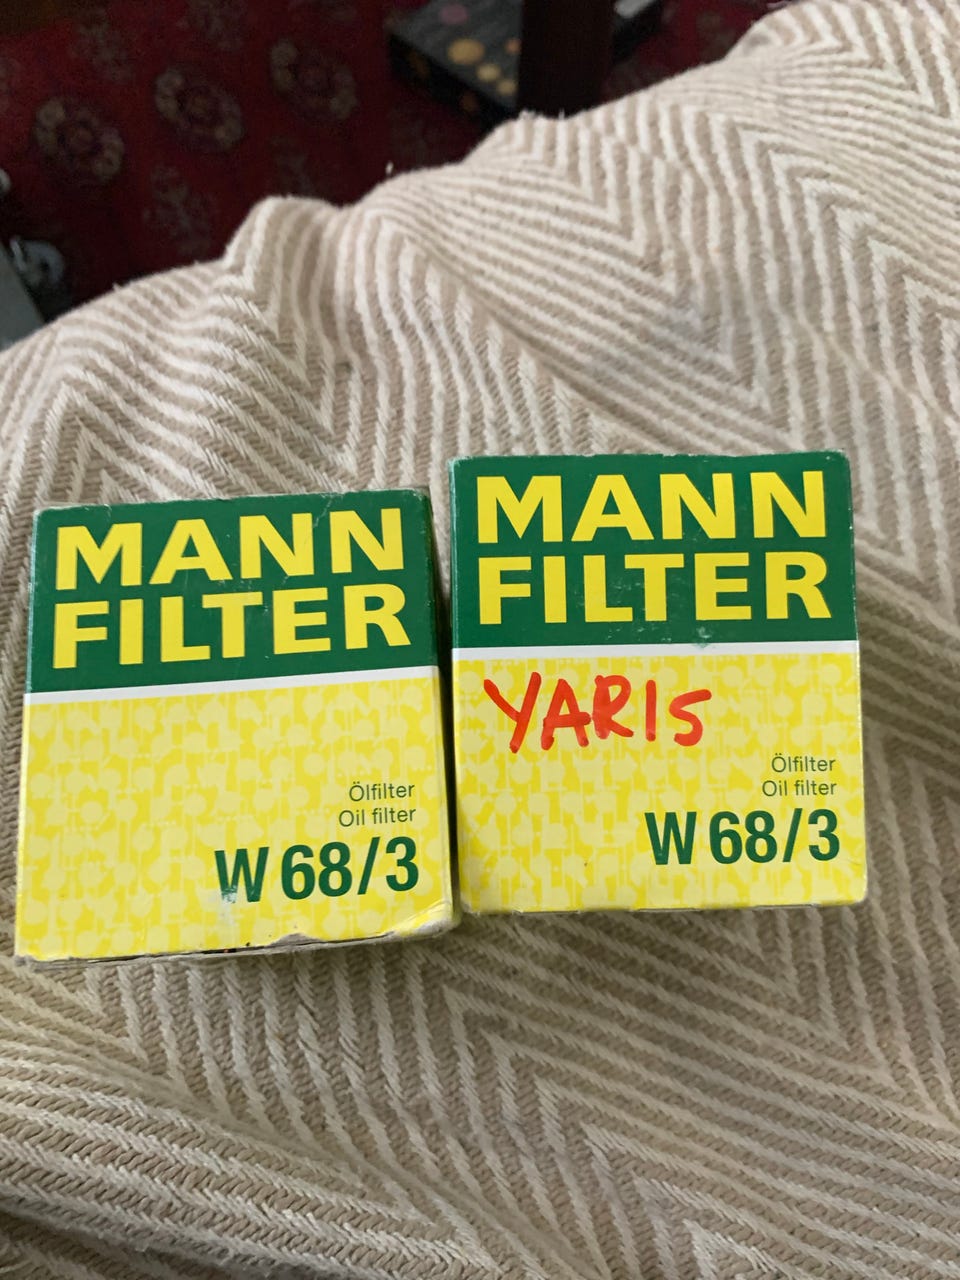 MANN
FILTER
Ölfilter
Oil filter
W 68/3
MANN
FILTER
YARIS
Ölfilter
Oil filter
W 68/3